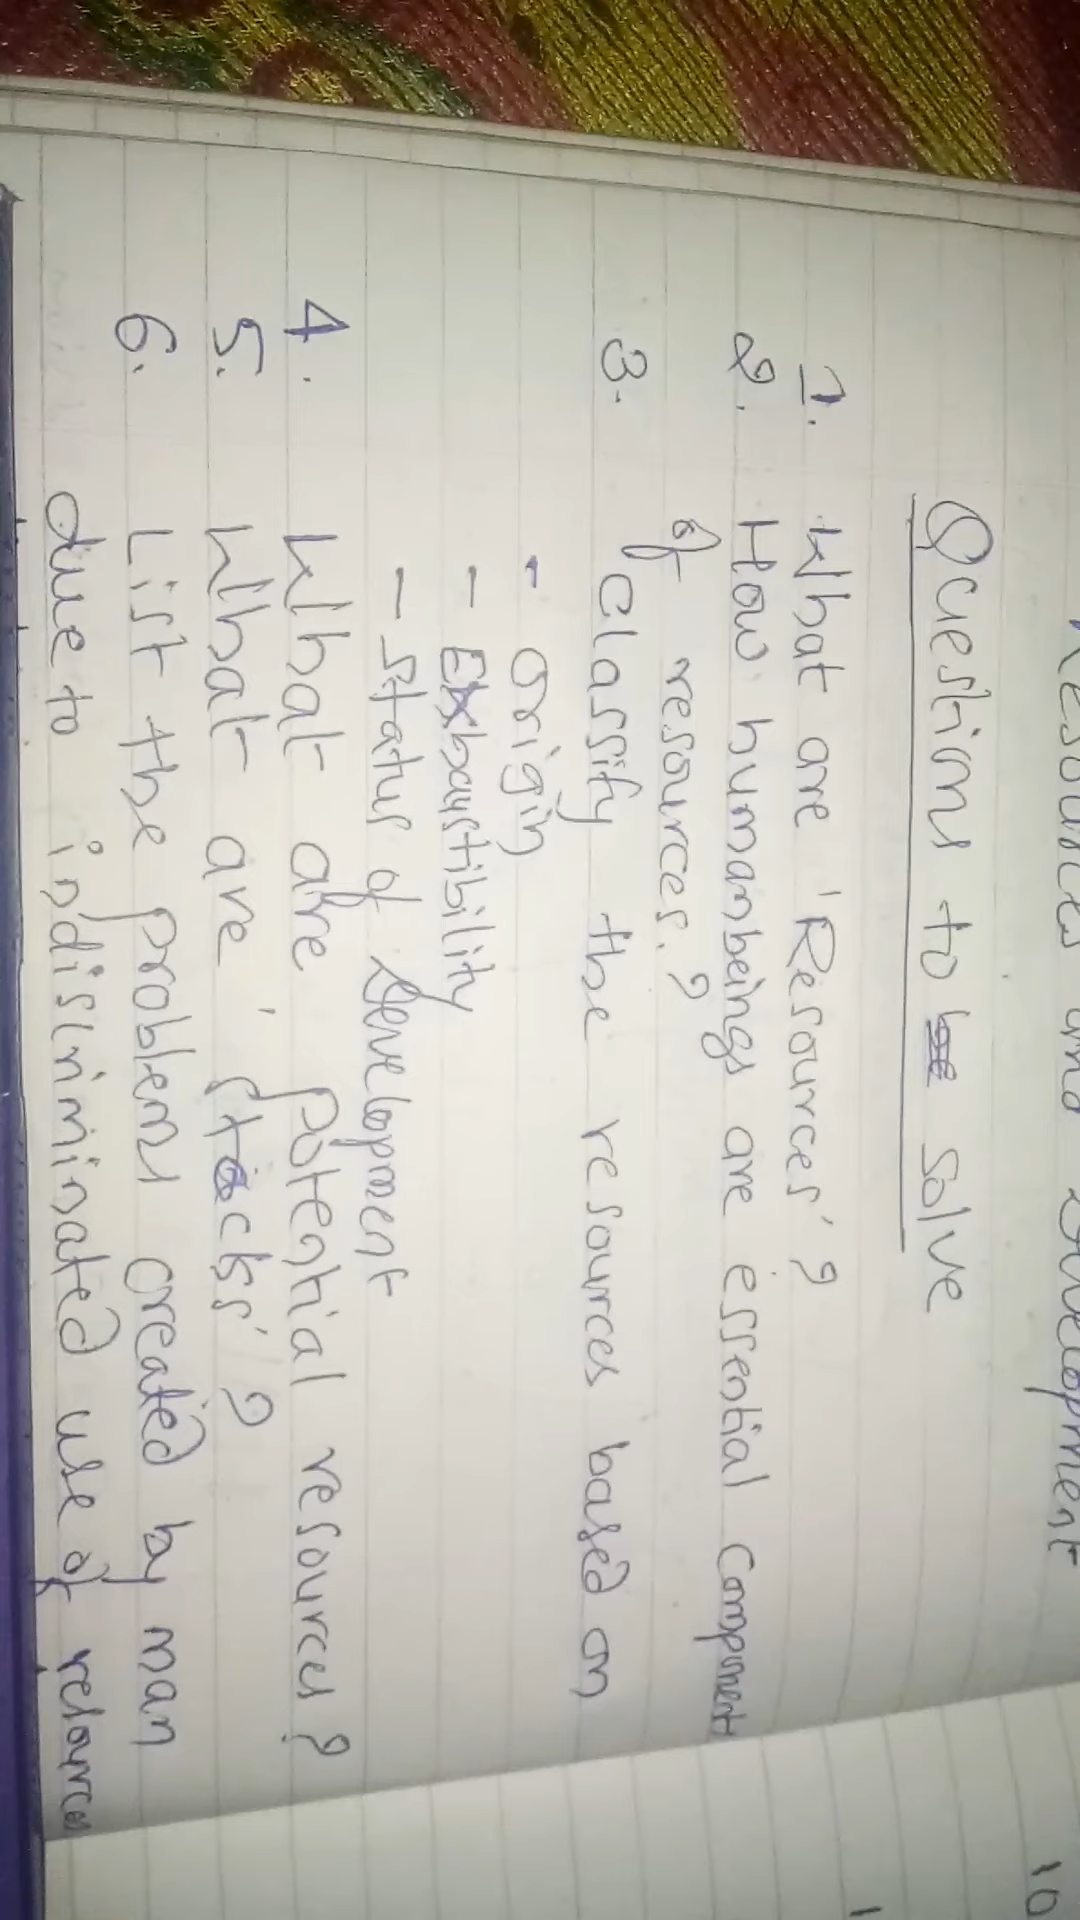 Resources and Development
10
Questions to solve
1. What are 'Resources'?
2. How humanbeings are essential component
of resources.?
3. Classify the resources based on
- Origin
- Exhaustibility
- Status of Development
4. What are potential resources?
5. What are 'stocks'?
6. List the problems created by man
due to indiscriminated use of resources